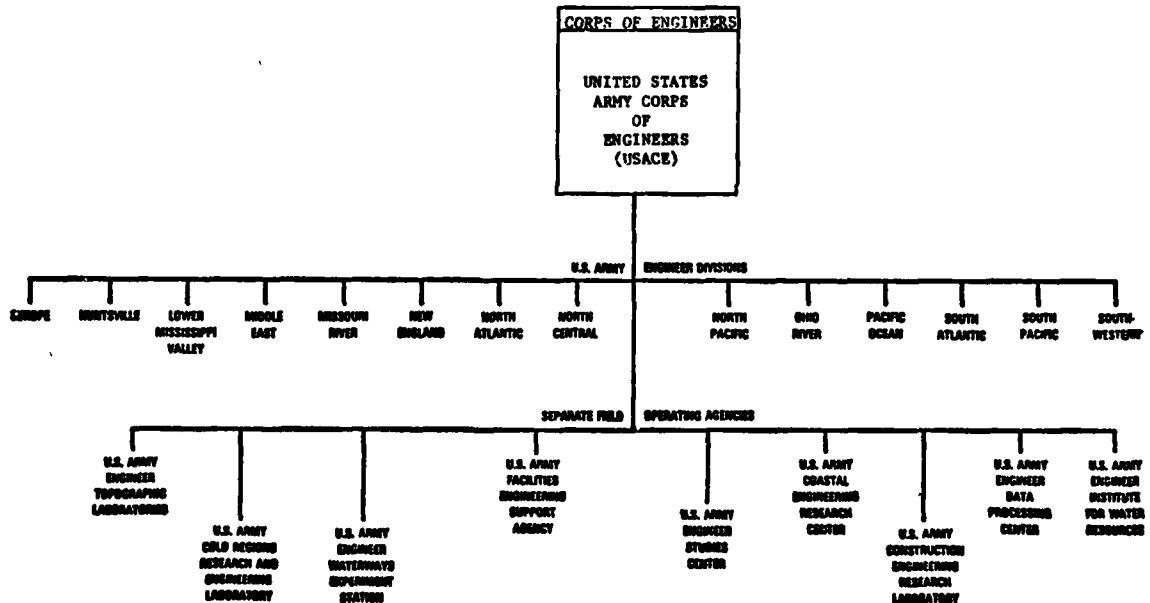 CORPS OF ENGINEERS
UNITED STATES
ARMY CORPS
OF
ENGINEERS
(USACE)
U.S. ARMY ENGINEER DIVISIONS
EUROPE
HUNTSVILLE
LOWER
MISSISSIPPI
VALLEY
MIDDLE
EAST
MISSOURI
RIVER
NEW
ENGLAND
NORTH
ATLANTIC
NORTH
CENTRAL
NORTH
PACIFIC
OHIO
RIVER
PACIFIC
OCEAN
SOUTH
ATLANTIC
SOUTH
PACIFIC
SOUTH-
WESTERN
SEPARATE FIELD OPERATING AGENCIES
U.S. ARMY
ENGINEER
TOPOGRAPHIC
LABORATORIES
U.S. ARMY
COLD REGIONS
RESEARCH AND
ENGINEERING
LABORATORY
U.S. ARMY
ENGINEER
WATERWAYS
EXPERIMENT
STATION
U.S. ARMY
FACILITIES
ENGINEERING
SUPPORT
AGENCY
U.S. ARMY
ENGINEER
STUDIES
CENTER
U.S. ARMY
COASTAL
ENGINEERING
RESEARCH
CENTER
U.S. ARMY
CONSTRUCTION
ENGINEERING
RESEARCH
LABORATORY
U.S. ARMY
ENGINEER
DATA
PROCESSING
CENTER
U.S. ARMY
ENGINEER
INSTITUTE
FOR WATER
RESOURCES